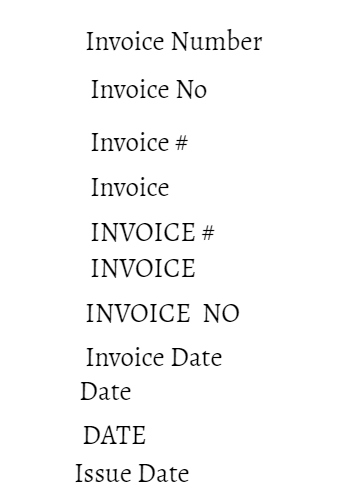 Invoice Number
Invoice No
Invoice #
Invoice
INVOICE #
INVOICE
INVOICE  NO
Invoice Date
Date
DATE
Issue Date